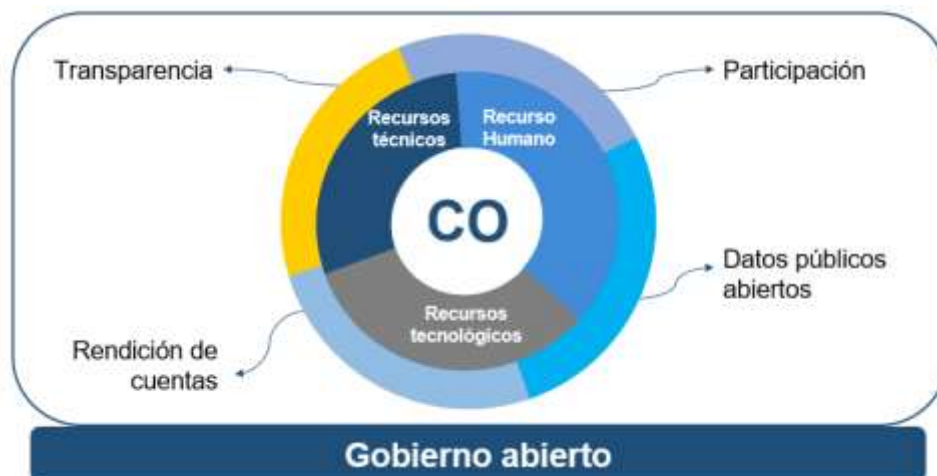 Transparencia
Participación
Recursos
técnicos
Recurso
Humano
CO
Datos públicos
abiertos
Recursos
tecnológicos
Rendición de
cuentas
Gobierno abierto